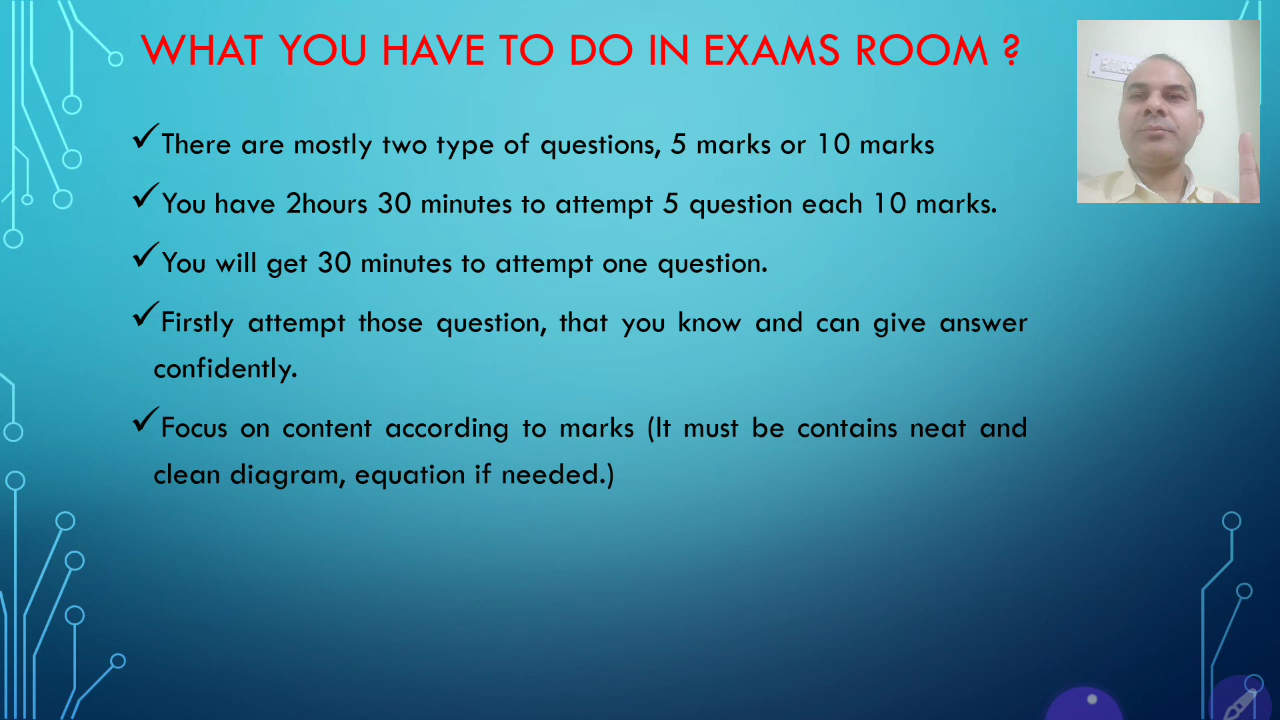 WHAT YOU HAVE TO DO IN EXAMS ROOM ?
✓There are mostly two type of questions, 5 marks or 10 marks
✓You have 2hours 30 minutes to attempt 5 question each 10 marks.
✓You will get 30 minutes to attempt one question.
✓Firstly attempt those question, that you know and can give answer
confidently.
✓Focus on content according to marks (It must be contains neat and
clean diagram, equation if needed.)